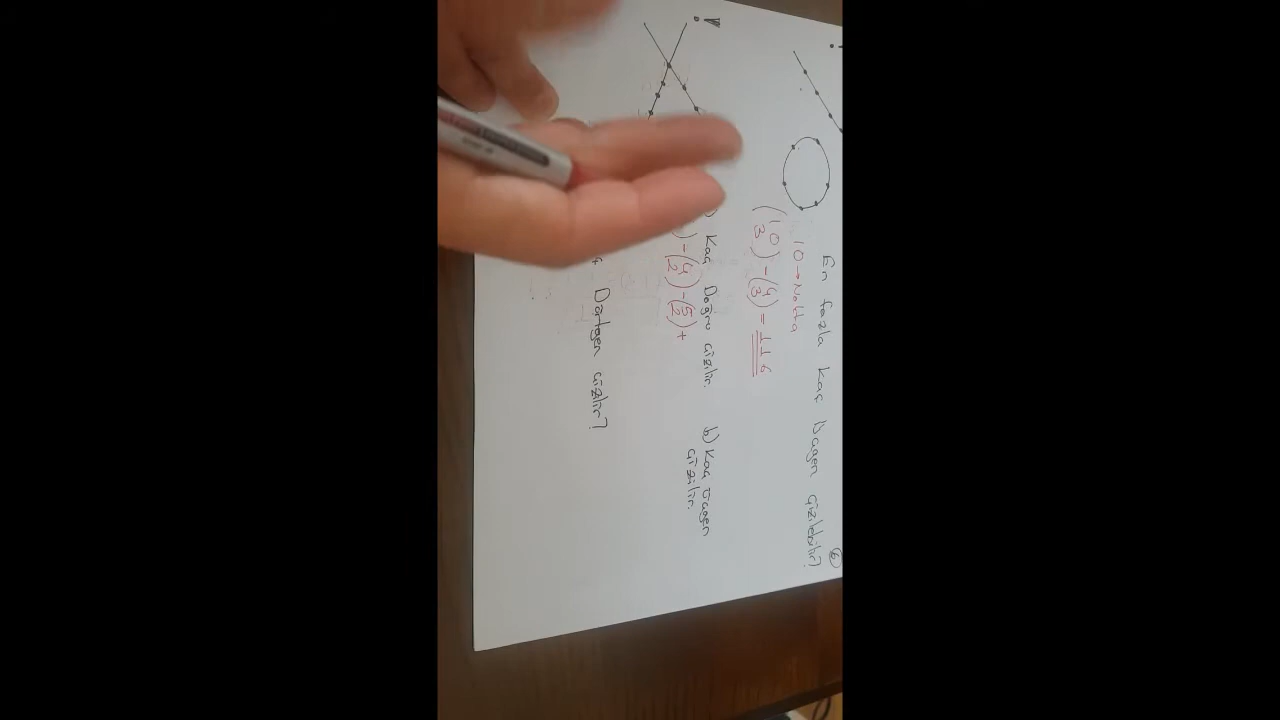 En fazla kaç üçgen çizilebilir?
6
10 → Nokta
(10 3) - (4 3) = 116
Kaç Doğru çizilir.
b) Kaç üçgen
çizilir.
- (4 2) - (5 2) +
Dörtgen çizilir?